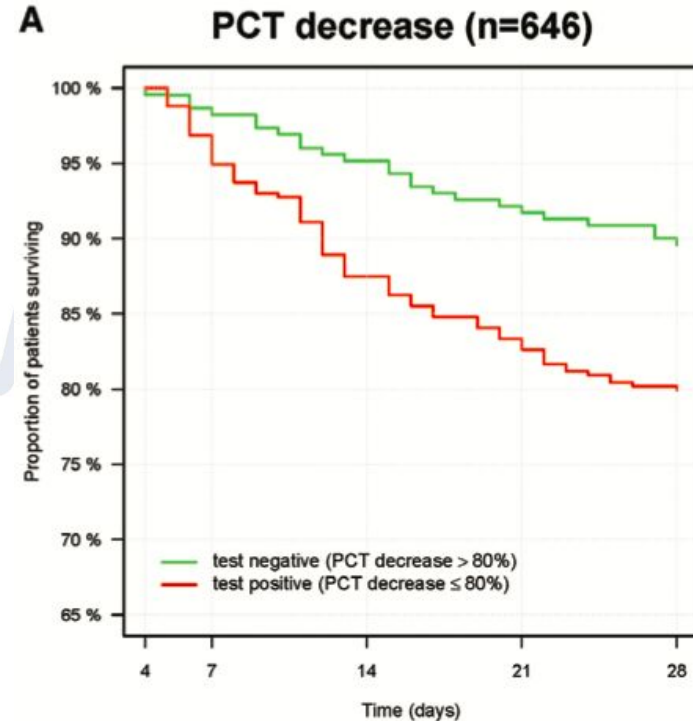 A
PCT decrease (n=646)
Proportion of patients surviving
100 %
95 %
90 %
85 %
80 %
75 %
70 %
65 %
test negative (PCT decrease > 80%)
test positive (PCT decrease ≤ 80%)
4 7 14 21 28
Time (days)